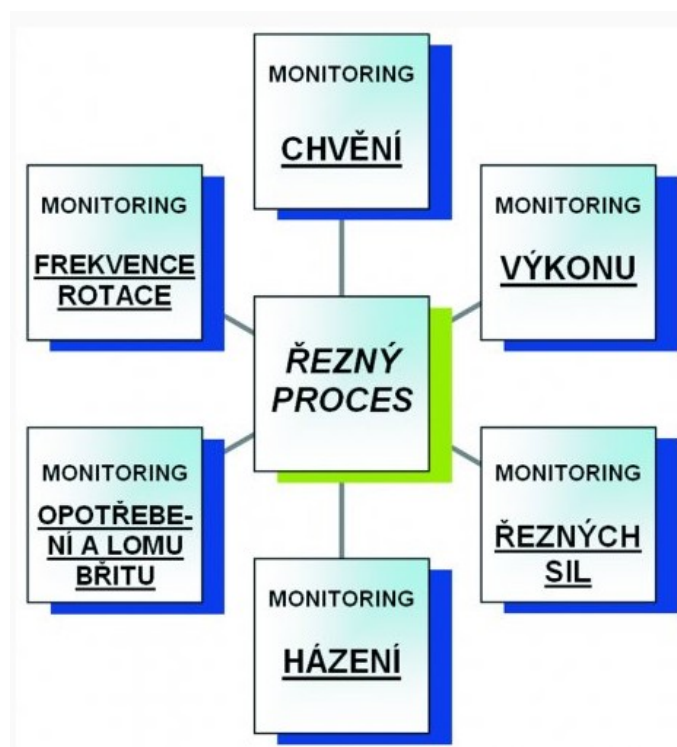 MONITORING
CHVĚNÍ
MONITORING
FREKVENCE
ROTACE
MONITORING
VÝKONU
ŘEZNÝ
PROCES
MONITORING
OPOTŘEBE-
NÍ A LOMU
BŘITU
MONITORING
ŘEZNÝCH
SIL
MONITORING
HÁZENÍ